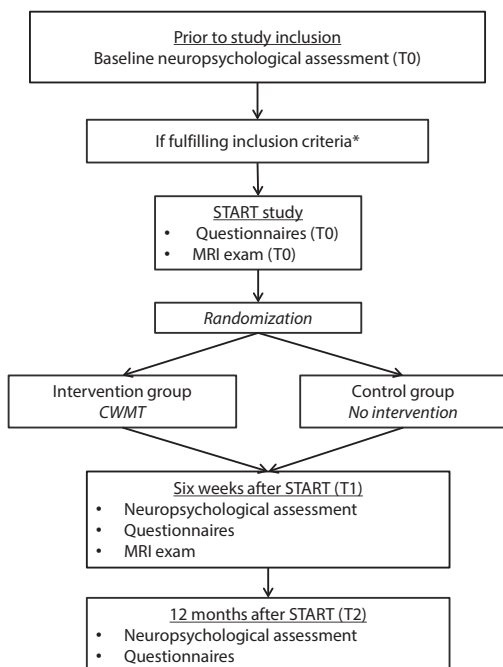 Prior to study inclusion
Baseline neuropsychological assessment (T0)
If fulfilling inclusion criteria*
START study
• Questionnaires (T0)
• MRI exam (T0)
Randomization
Intervention group
CWMT
Control group
No intervention
Six weeks after START (T1)
• Neuropsychological assessment
• Questionnaires
• MRI exam
12 months after START (T2)
• Neuropsychological assessment
• Questionnaires